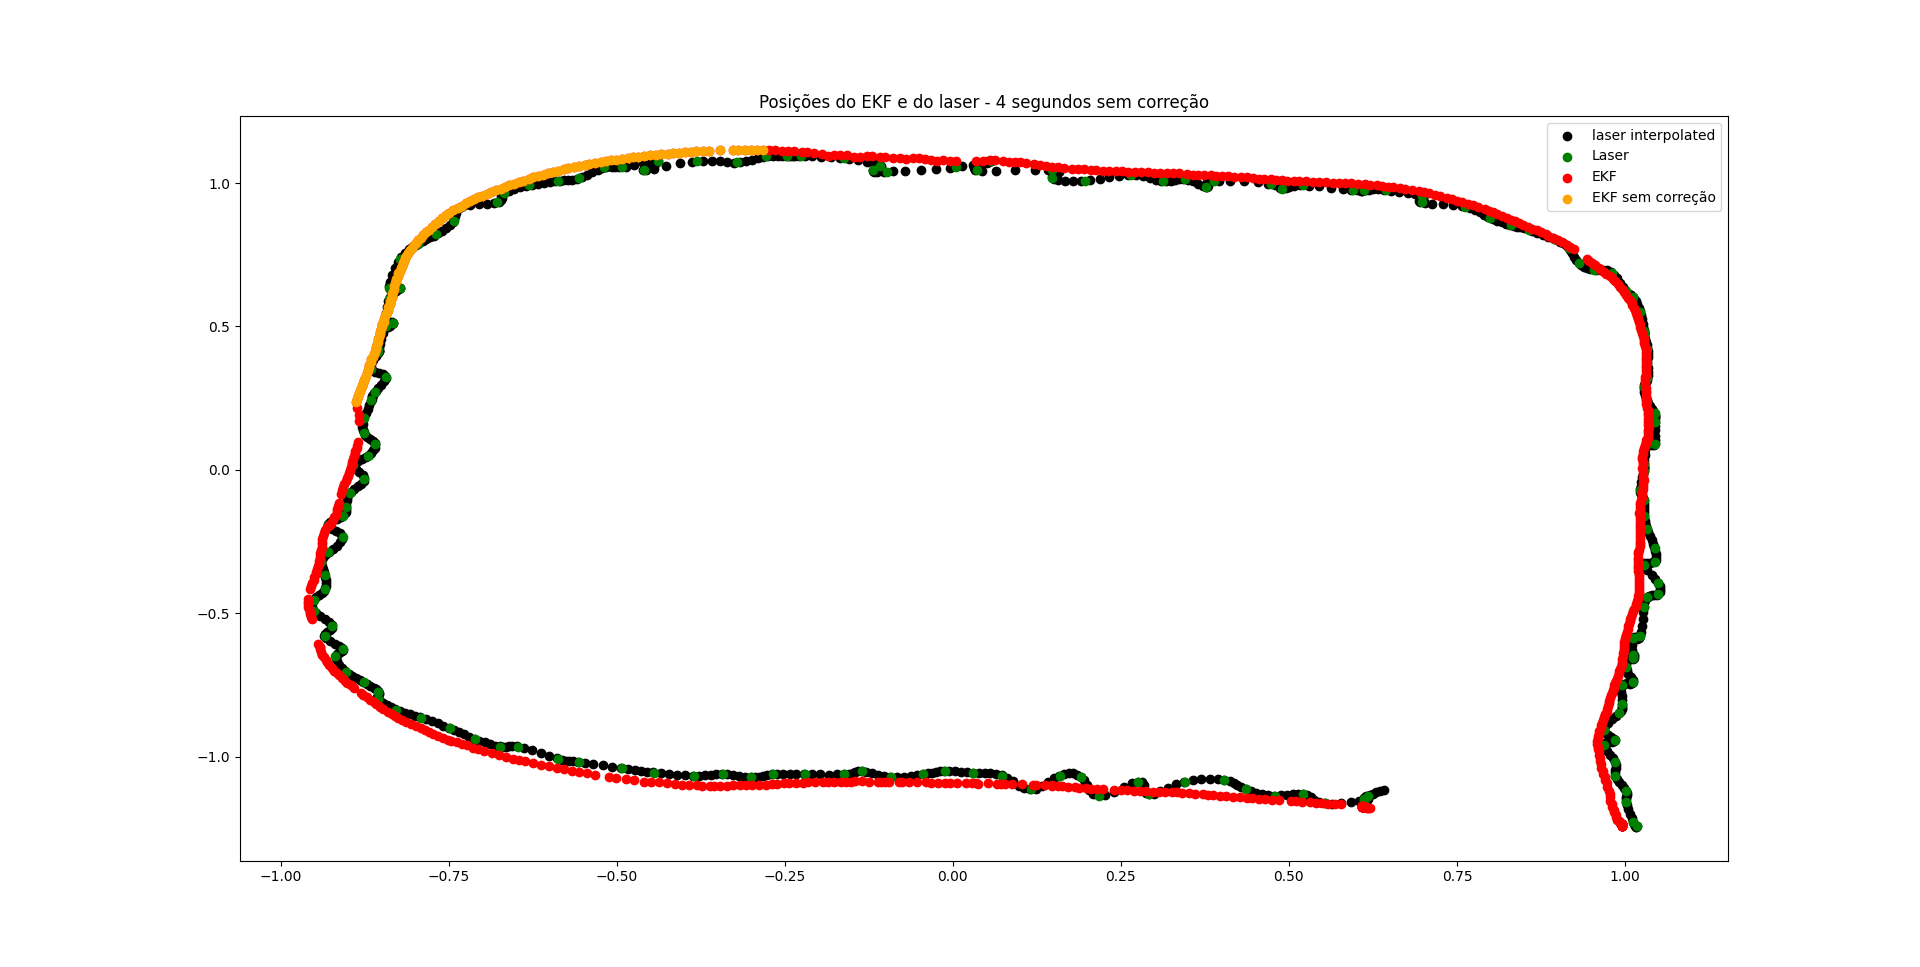 Posições do EKF e do laser - 4 segundos sem correção
laser interpolated
Laser
EKF
EKF sem correção
1.0
0.5
0.0
−0.5
−1.0
−1.00 −0.75 −0.50 −0.25 0.00 0.25 0.50 0.75 1.00